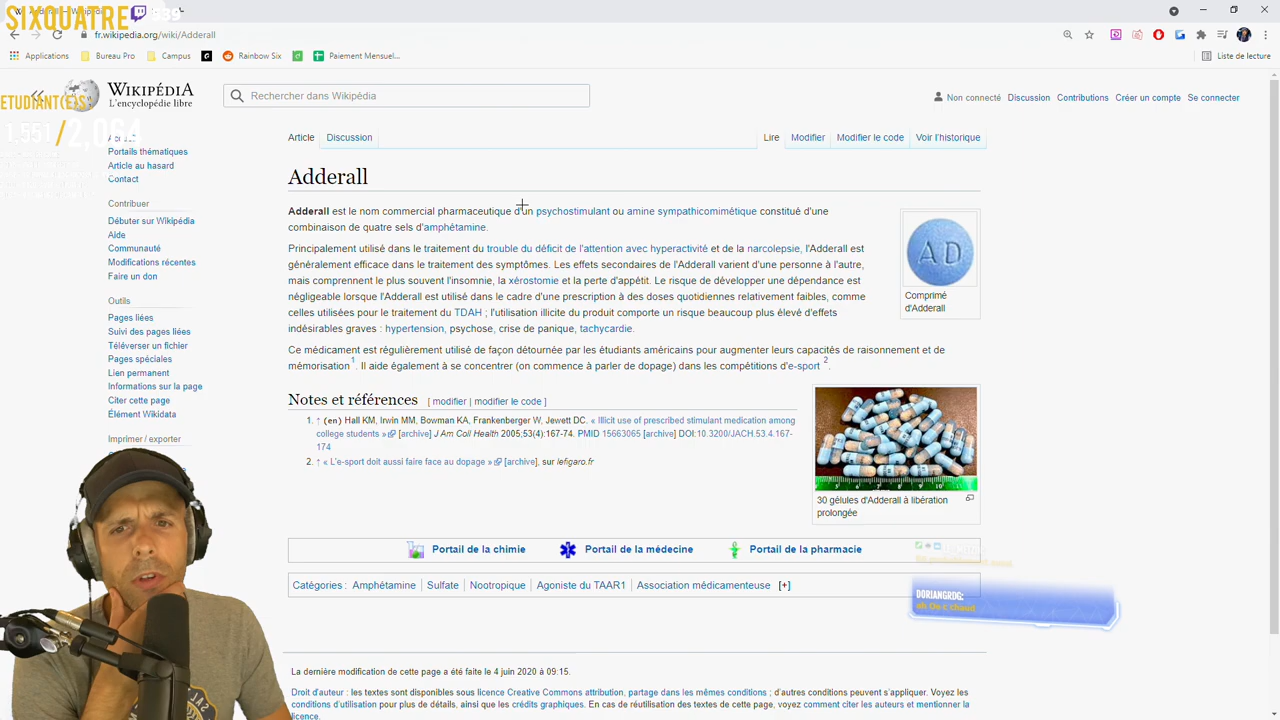 SIXQUATRE
fr.wikipedia.org/wiki/Adderall
Applications
Bureau Pro
Campus
Rainbow Six
Paiement Mensuel...
Liste de lecture
WIKIPÉDIA
L'encyclopédie libre
Rechercher dans Wikipédia
Non connecté
Discussion
Contributions
Créer un compte
Se connecter
ETUDIANT(E)S
1,551/2,064
Portails thématiques
Article au hasard
Contact
Contribuer
Débuter sur Wikipédia
Aide
Communauté
Modifications récentes
Faire un don
Outils
Pages liées
Suivi des pages liées
Téléverser un fichier
Pages spéciales
Lien permanent
Informations sur la page
Citer cette page
Élément Wikidata
Imprimer / exporter
Article
Discussion
Lire
Modifier
Modifier le code
Voir l'historique
Adderall
Adderall est le nom commercial pharmaceutique d'un psychostimulant ou amine sympathicomimétique constitué d'une
combinaison de quatre sels d'amphétamine.
Principalement utilisé dans le traitement du trouble du déficit de l'attention avec hyperactivité et de la narcolepsie, l'Adderall est
généralement efficace dans le traitement des symptômes. Les effets secondaires de l'Adderall varient d'une personne à l'autre,
mais comprennent le plus souvent l'insomnie, la xérostomie et la perte d'appétit. Le risque de développer une dépendance est
négligeable lorsque l'Adderall est utilisé dans le cadre d'une prescription à des doses quotidiennes relativement faibles, comme
celles utilisées pour le traitement du TDAH ; l'utilisation illicite du produit comporte un risque beaucoup plus élevé d'effets
indésirables graves : hypertension, psychose, crise de panique, tachycardie.
Ce médicament est régulièrement utilisé de façon détournée par les étudiants américains pour augmenter leurs capacités de raisonnement et de
mémorisation 1. Il aide également à se concentrer (on commence à parler de dopage) dans les compétitions d'e-sport 2.
AD
Comprimé
d'Adderall
Notes et références [ modifier | modifier le code ]
1. ↑ (en) Hall KM, Irwin MM, Bowman KA, Frankenberger W, Jewett DC. « Illicit use of prescribed stimulant medication among
college students » [archive] J Am Coll Health 2005;53(4):167-74. PMID 15663065 [archive] DOI:10.3200/JACH.53.4.167-
174
2. ↑ « L'e-sport doit aussi faire face au dopage » [archive], sur lefigaro.fr
30 gélules d'Adderall à libération
prolongée
Portail de la chimie
Portail de la médecine
Portail de la pharmacie
Catégories : Amphétamine | Sulfate | Nootropique | Agoniste du TAAR1 | Association médicamenteuse [+]
DORIANGRDG:
oh Ou c chaud
La dernière modification de cette page a été faite le 4 juin 2020 à 09:15.
Droit d'auteur : les textes sont disponibles sous licence Creative Commons attribution, partage dans les mêmes conditions ; d'autres conditions peuvent s'appliquer. Voyez les
conditions d'utilisation pour plus de détails, ainsi que les crédits graphiques. En cas de réutilisation des textes de cette page, voyez comment citer les auteurs et mentionner la
licence.